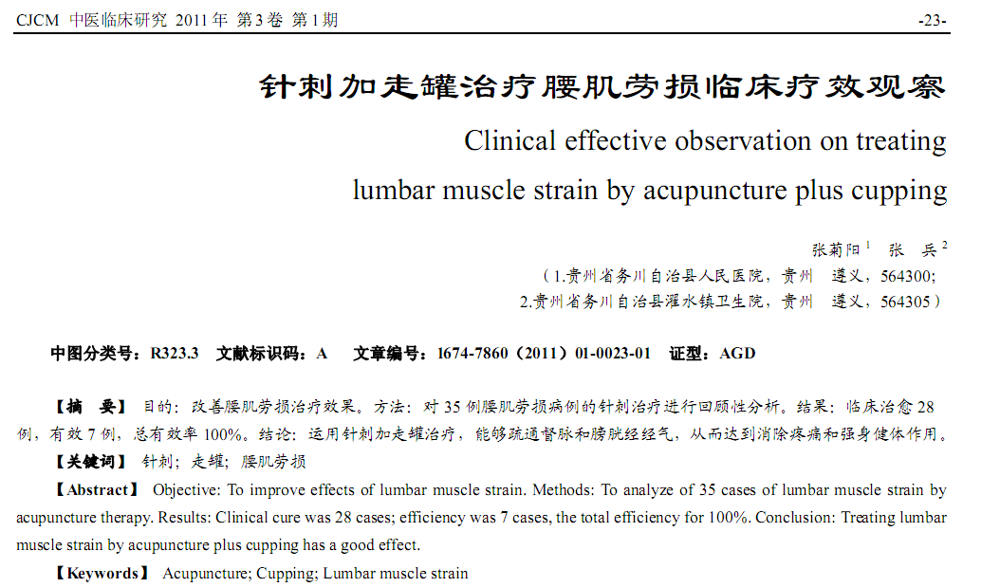 CJCM 中医临床研究 2011 年 第 3 卷 第 1 期 -23-
针刺加走罐治疗腰肌劳损临床疗效观察
Clinical effective observation on treating
lumbar muscle strain by acupuncture plus cupping
张菊阳 1 张 兵 2
（1.贵州省务川自治县人民医院，贵州 遵义，564300;
2.贵州省务川自治县濯水镇卫生院，贵州 遵义，564305）
中图分类号：R323.3 文献标识码：A 文章编号：1674-7860（2011）01-0023-01 证型：AGD
【摘 要】 目的：改善腰肌劳损治疗效果。方法：对 35 例腰肌劳损病例的针刺治疗进行回顾性分析。结果：临床治愈 28
例，有效 7 例，总有效率 100%。结论：运用针刺加走罐治疗，能够疏通督脉和膀胱经经气，从而达到消除疼痛和强身健体作用。
【关键词】 针刺；走罐；腰肌劳损
【Abstract】 Objective: To improve effects of lumbar muscle strain. Methods: To analyze of 35 cases of lumbar muscle strain by
acupuncture therapy. Results: Clinical cure was 28 cases; efficiency was 7 cases, the total efficiency for 100%. Conclusion: Treating lumbar
muscle strain by acupuncture plus cupping has a good effect.
【Keywords】 Acupuncture; Cupping; Lumbar muscle strain